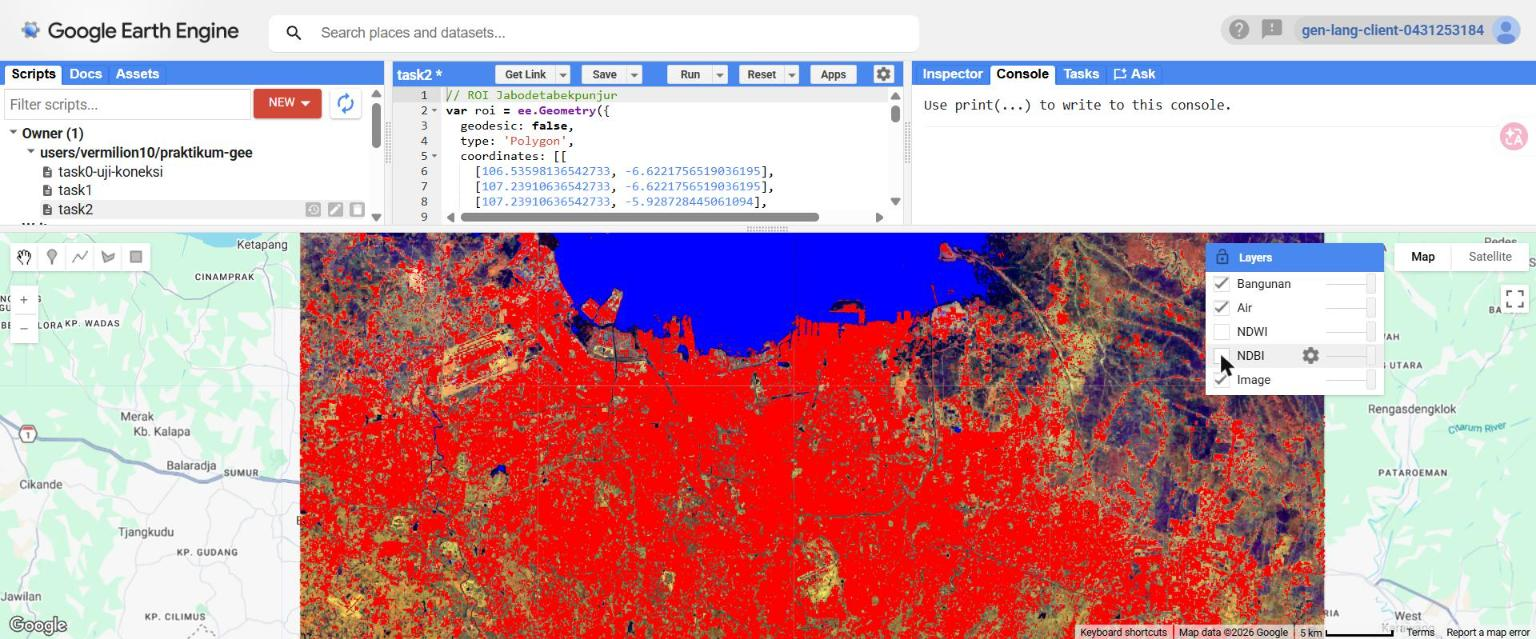 Google Earth Engine
Search places and datasets...
gen-lang-client-0431253184
Scripts Docs Assets
Filter scripts...
NEW
Owner (1)
users/vermilion10/praktikum-gee
task0-uji-koneksi
task1
task2
task2 *
Get Link
Save
Run
Reset
Apps
1 // ROI Jabodetabekpunjur
2 var roi = ee.Geometry({
3 geodesic: false,
4 type: 'Polygon',
5 coordinates: [[
6 [106.53598136542733, -6.6221756519036195],
7 [107.23910636542733, -6.6221756519036195],
8 [107.23910636542733, -5.928728445061094],
9
Inspector Console Tasks Ask
Use print(...) to write to this console.
Layers
Bangunan
Air
NDWI
NDBI
Image
Map Satellite
Ketapang
CINAMPRAK
KP. WADAS
Merak
Kb. Kalapa
1
Balaradja
SUMUR
Cikande
Tjangkudu
KP. GUDANG
Jawilan
KP. CILIMUS
Google
Pedes
UTARA
Rengasdengklok
Citarum River
PATAROEMAN
West
Keyboard shortcuts
Map data ©2026 Google
5 km
Terms
Report a map error